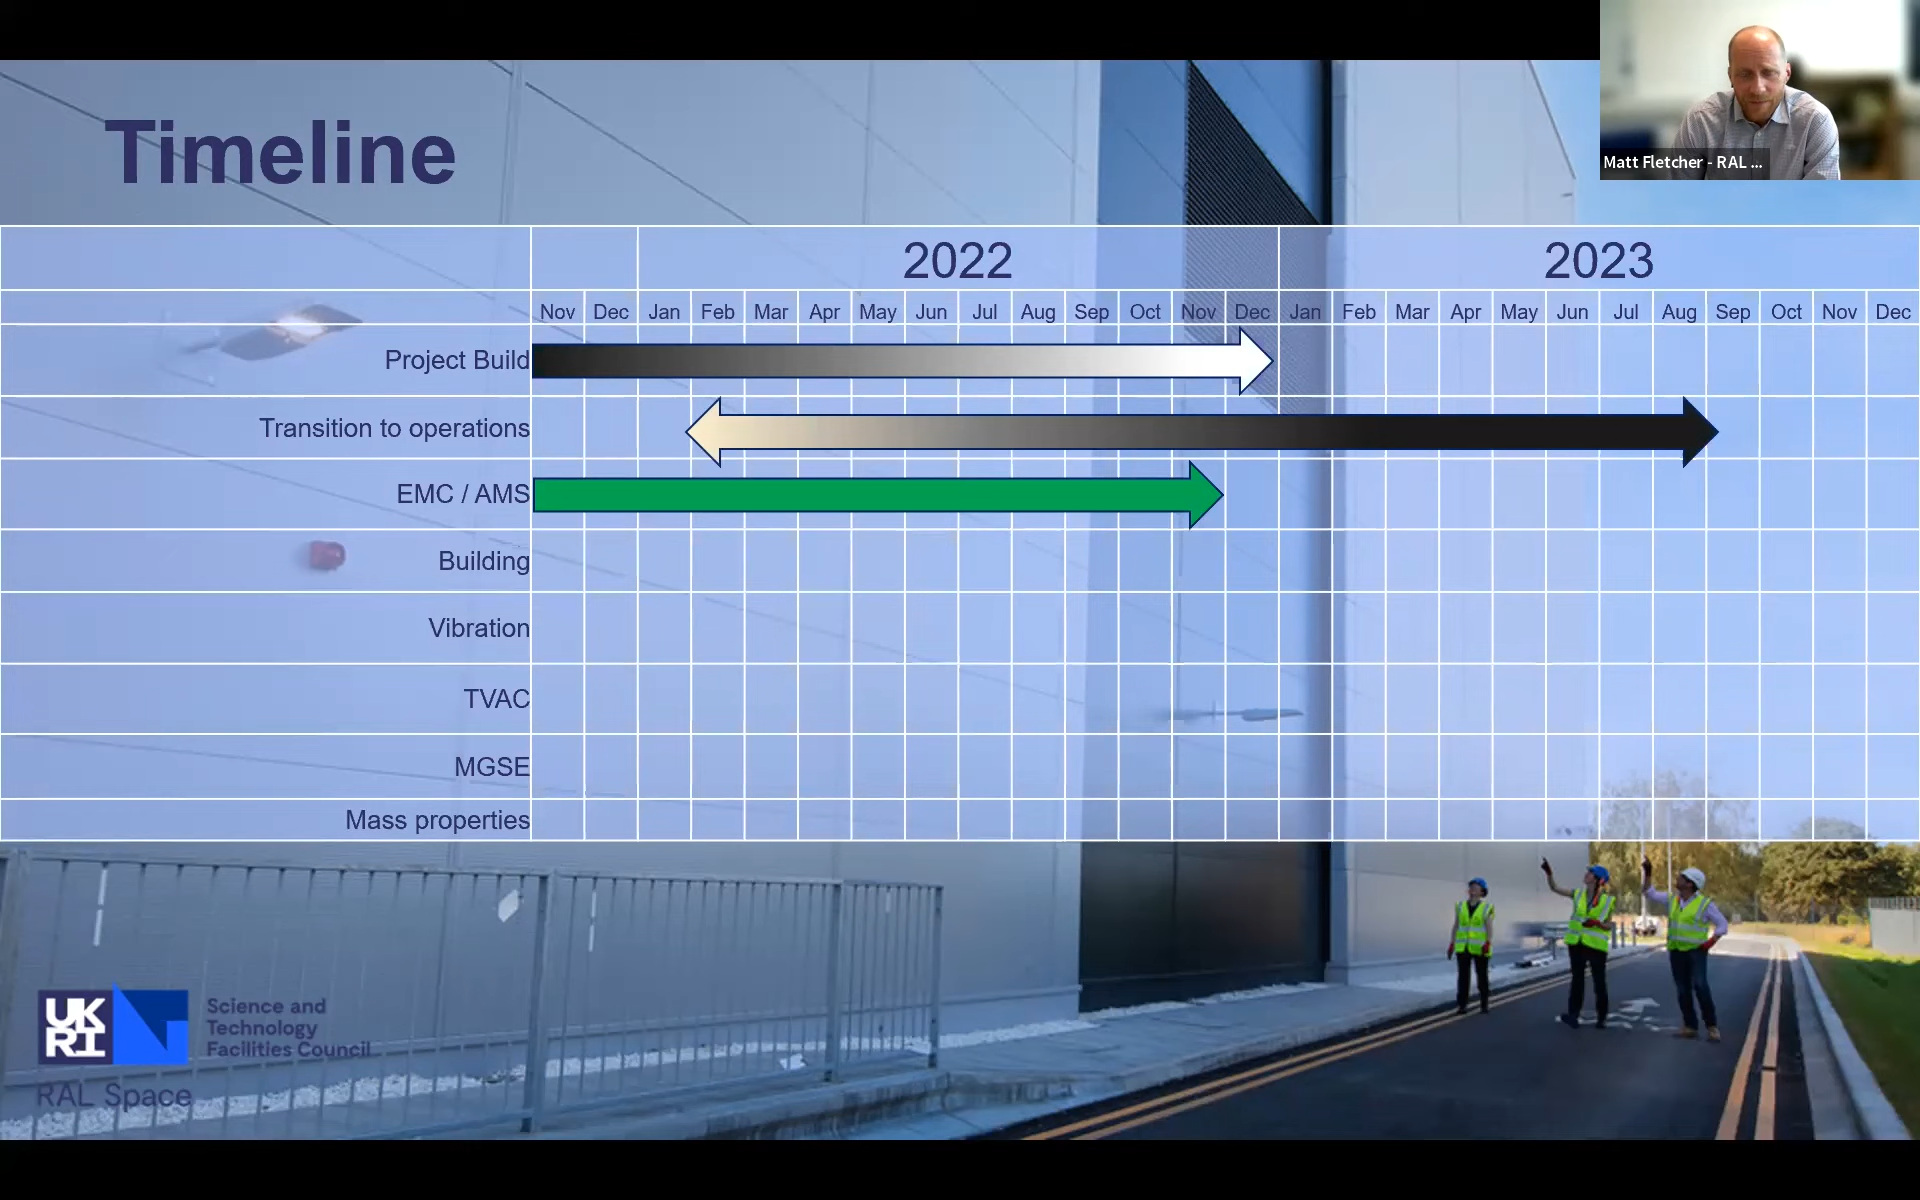 Matt Fletcher - RAL ...
Timeline
2022
2023
Nov Dec Jan Feb Mar Apr May Jun Jul Aug Sep Oct Nov Dec Jan Feb Mar Apr May Jun Jul Aug Sep Oct Nov Dec
Project Build
Transition to operations
EMC / AMS
Building
Vibration
TVAC
MGSE
Mass properties
UK
RI
Science and
Technology
Facilities Council
RAL Space